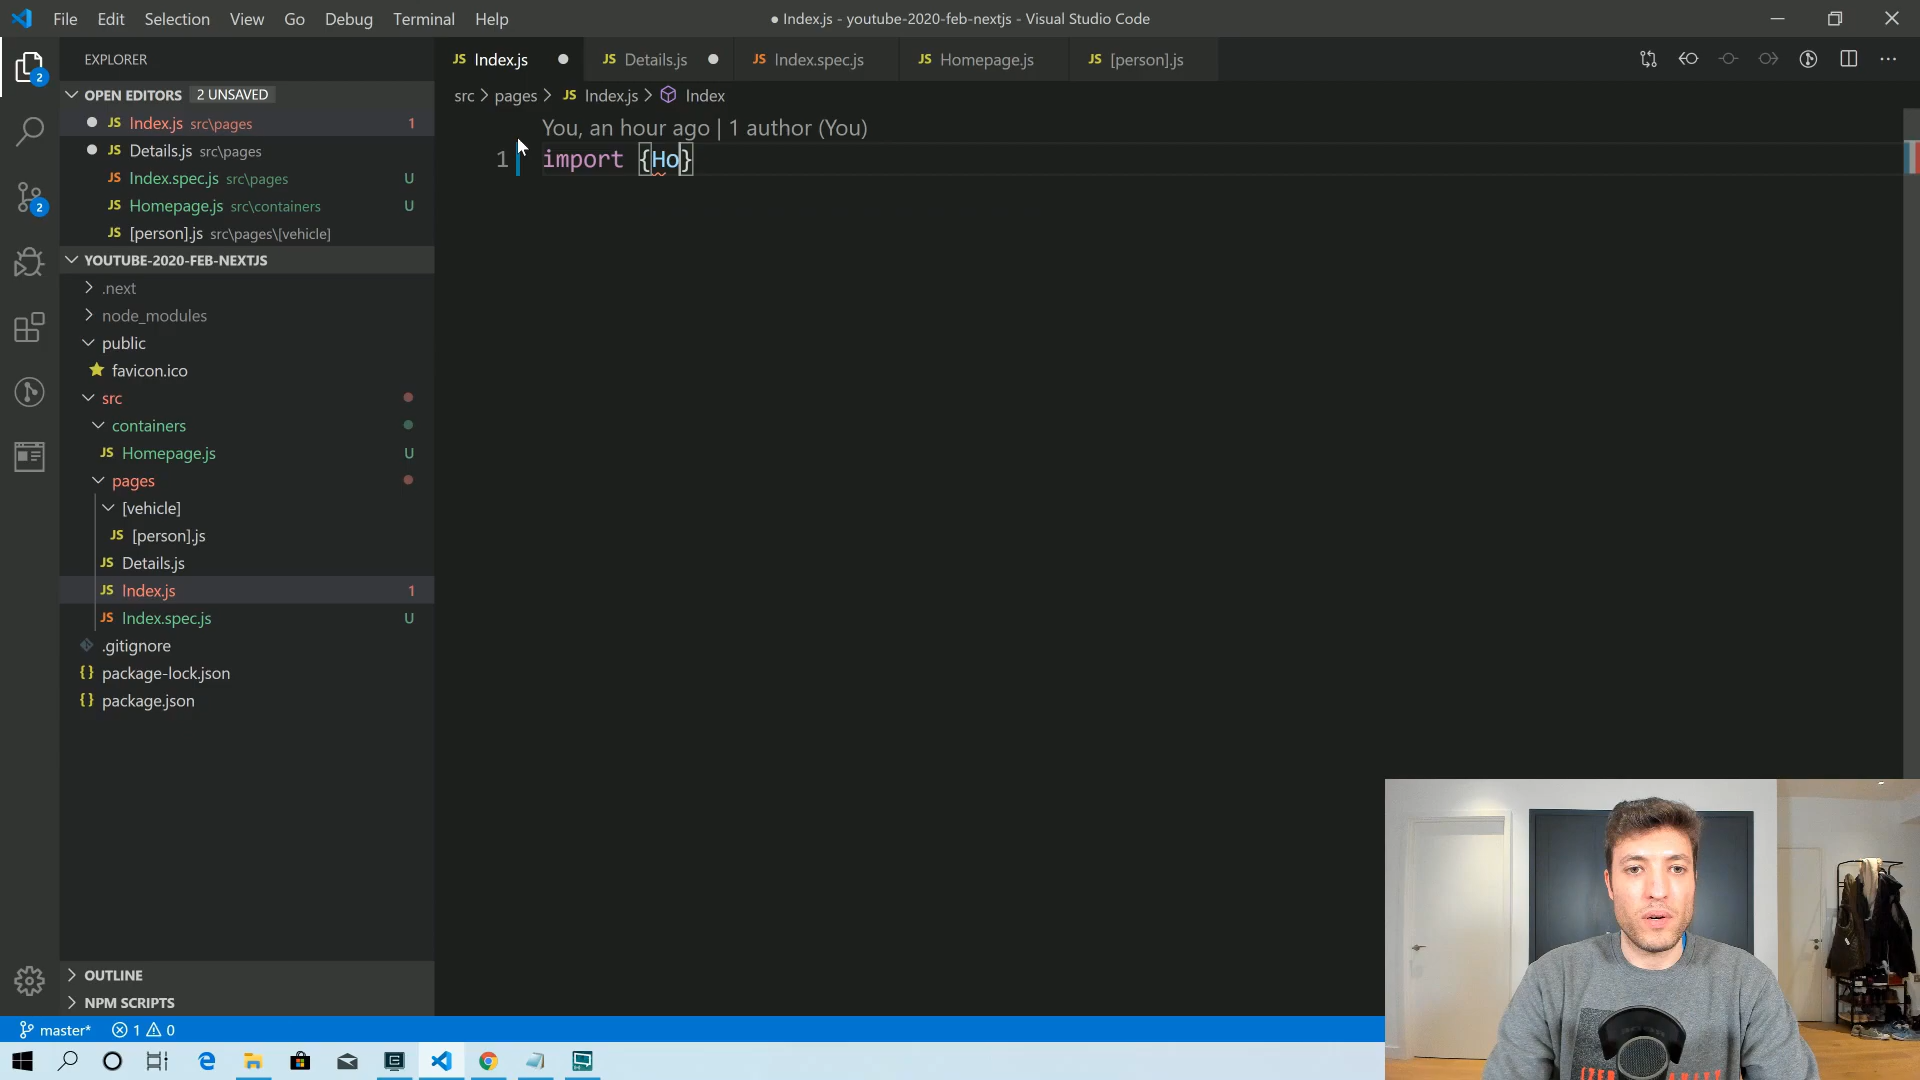 File Edit Selection View Go Debug Terminal Help
● Index.js - youtube-2020-feb-nextjs - Visual Studio Code
EXPLORER
OPEN EDITORS 2 UNSAVED
JS Index.js src\pages 1
JS Details.js src\pages
JS Index.spec.js src\pages U
JS Homepage.js src\containers U
JS [person].js src\pages\[vehicle]
YOUTUBE-2020-FEB-NEXTJS
.next
node_modules
public
favicon.ico
src
containers
JS Homepage.js U
pages
[vehicle]
JS [person].js
JS Details.js
JS Index.js 1
JS Index.spec.js U
.gitignore
{} package-lock.json
{} package.json
OUTLINE
NPM SCRIPTS
2
2
JS Index.js
JS Details.js
JS Index.spec.js
JS Homepage.js
JS [person].js
src > pages > JS Index.js > Index
You, an hour ago | 1 author (You)
1 import {Ho}
master* 1 0